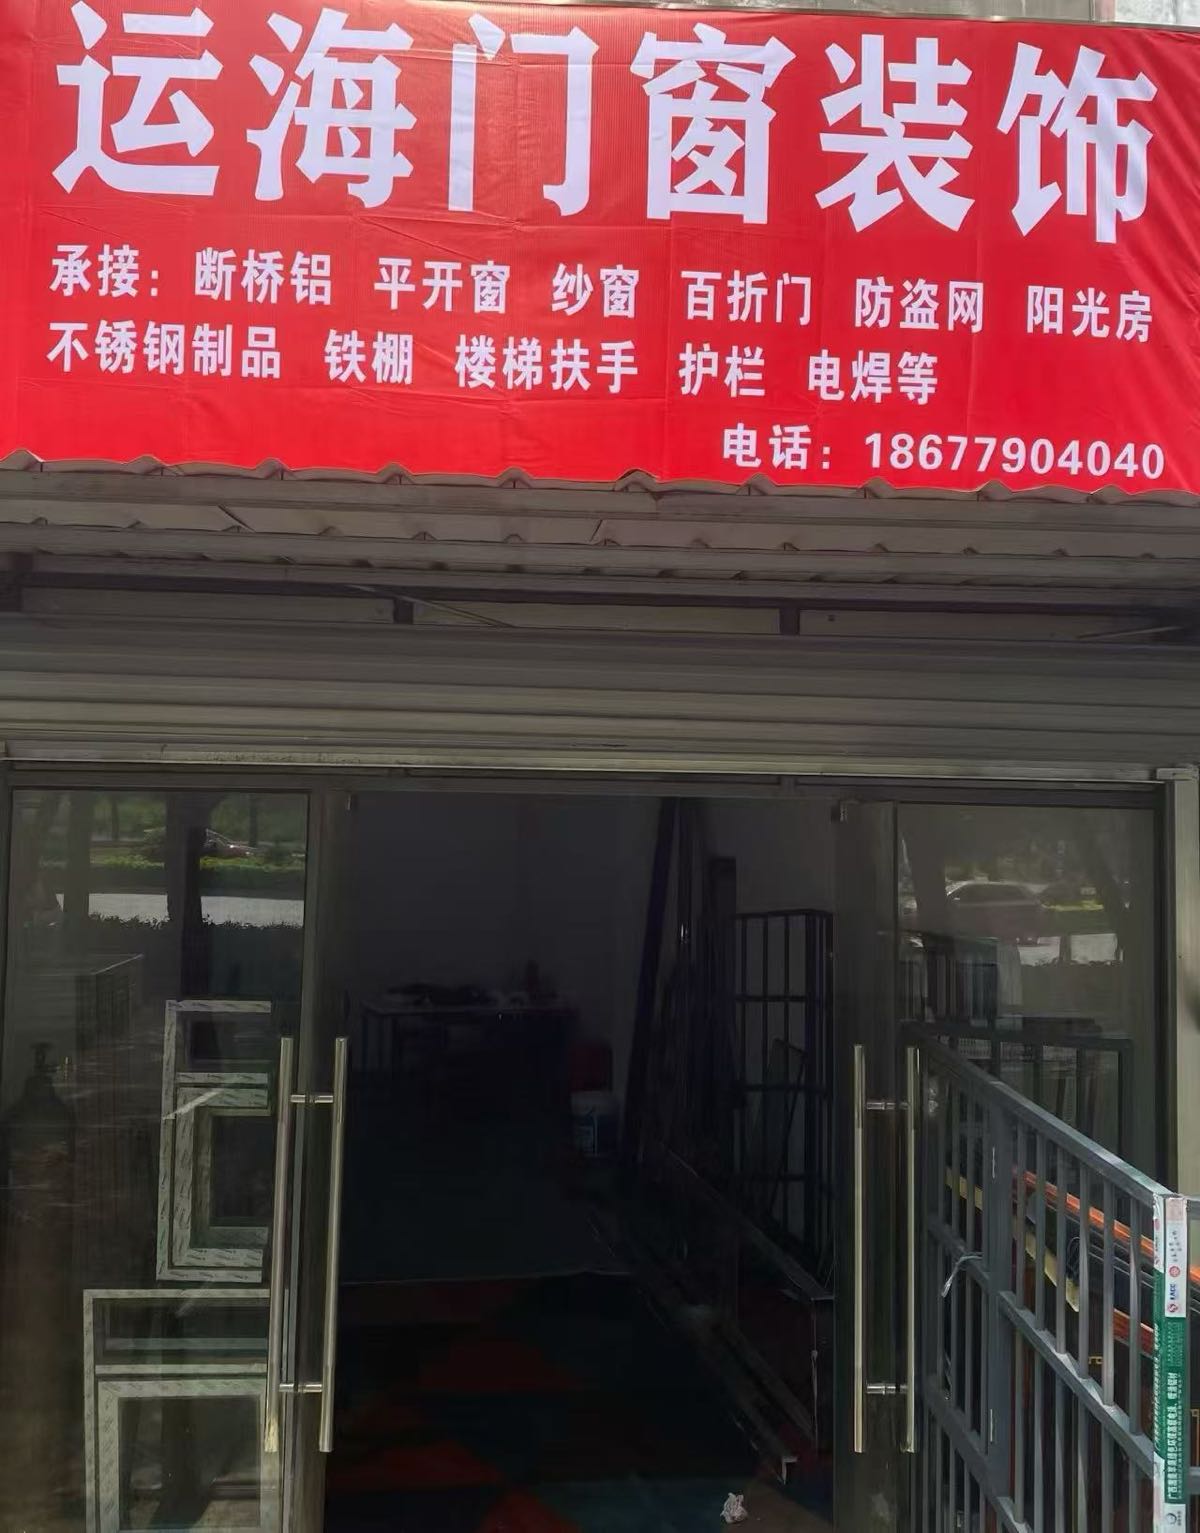 运海门窗装饰
承接：断桥铝 平开窗 纱窗 百折门 防盗网 阳光房
不锈钢制品 铁棚 楼梯扶手 护栏 电焊等
电话：18677904040